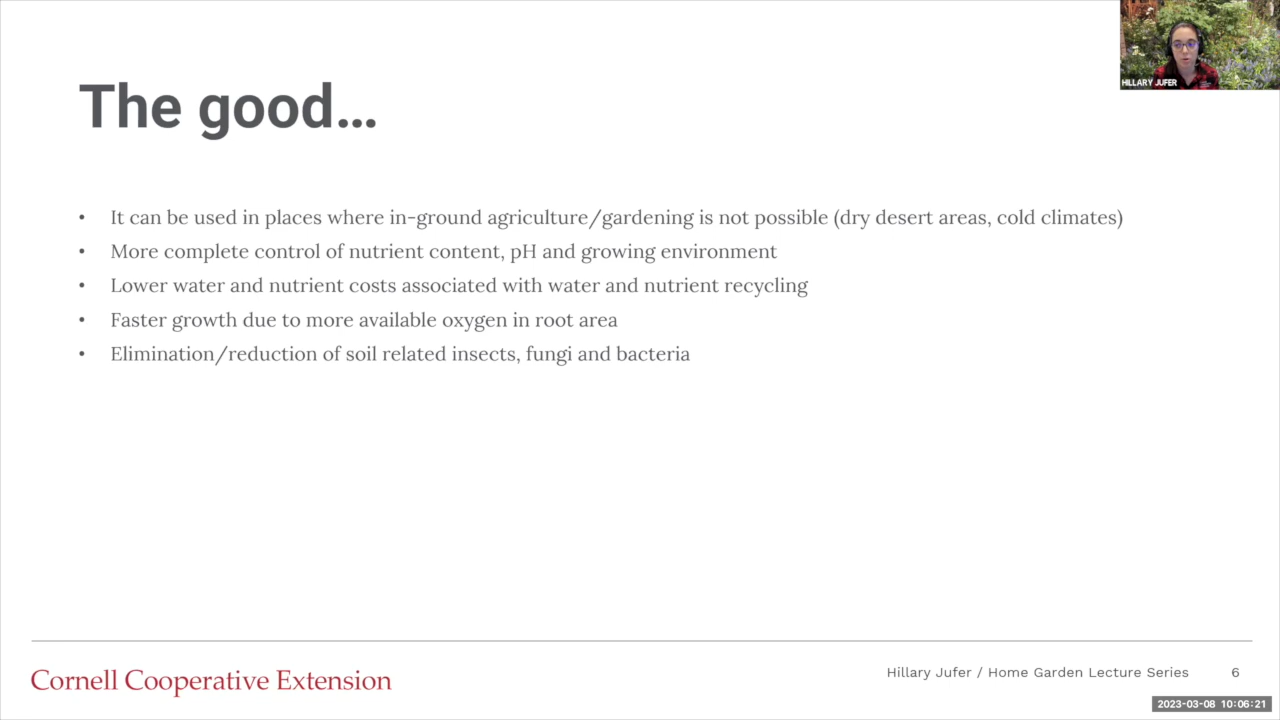 HILLARY JUFER
The good...
• It can be used in places where in-ground agriculture/gardening is not possible (dry desert areas, cold climates)
• More complete control of nutrient content, pH and growing environment
• Lower water and nutrient costs associated with water and nutrient recycling
• Faster growth due to more available oxygen in root area
• Elimination/reduction of soil related insects, fungi and bacteria
Cornell Cooperative Extension
Hillary Jufer / Home Garden Lecture Series 6
2023-03-08 10:06:21